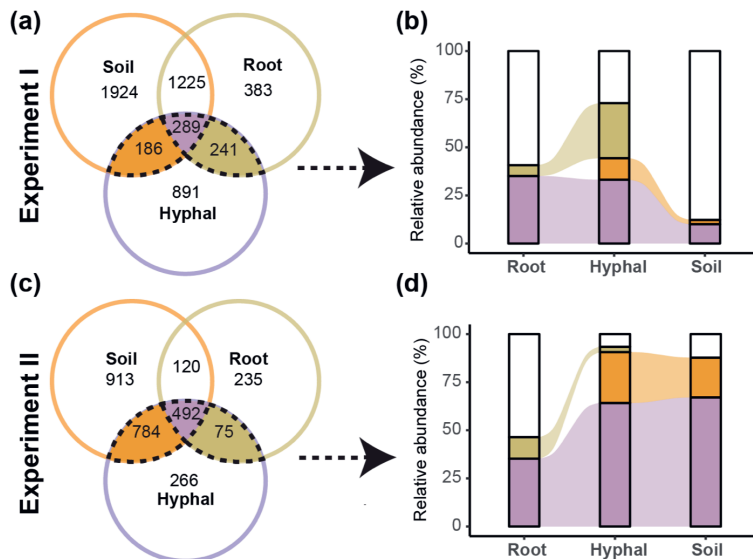 (a)
(b)
Experiment I
Soil
1924
1225
Root
383
289
186
241
891
Hyphal
Relative abundance (%)
100
75
50
25
0
Root Hyphal Soil
(c)
(d)
Experiment II
Soil
913
120
Root
235
492
784
75
266
Hyphal
Relative abundance (%)
100
75
50
25
0
Root Hyphal Soil